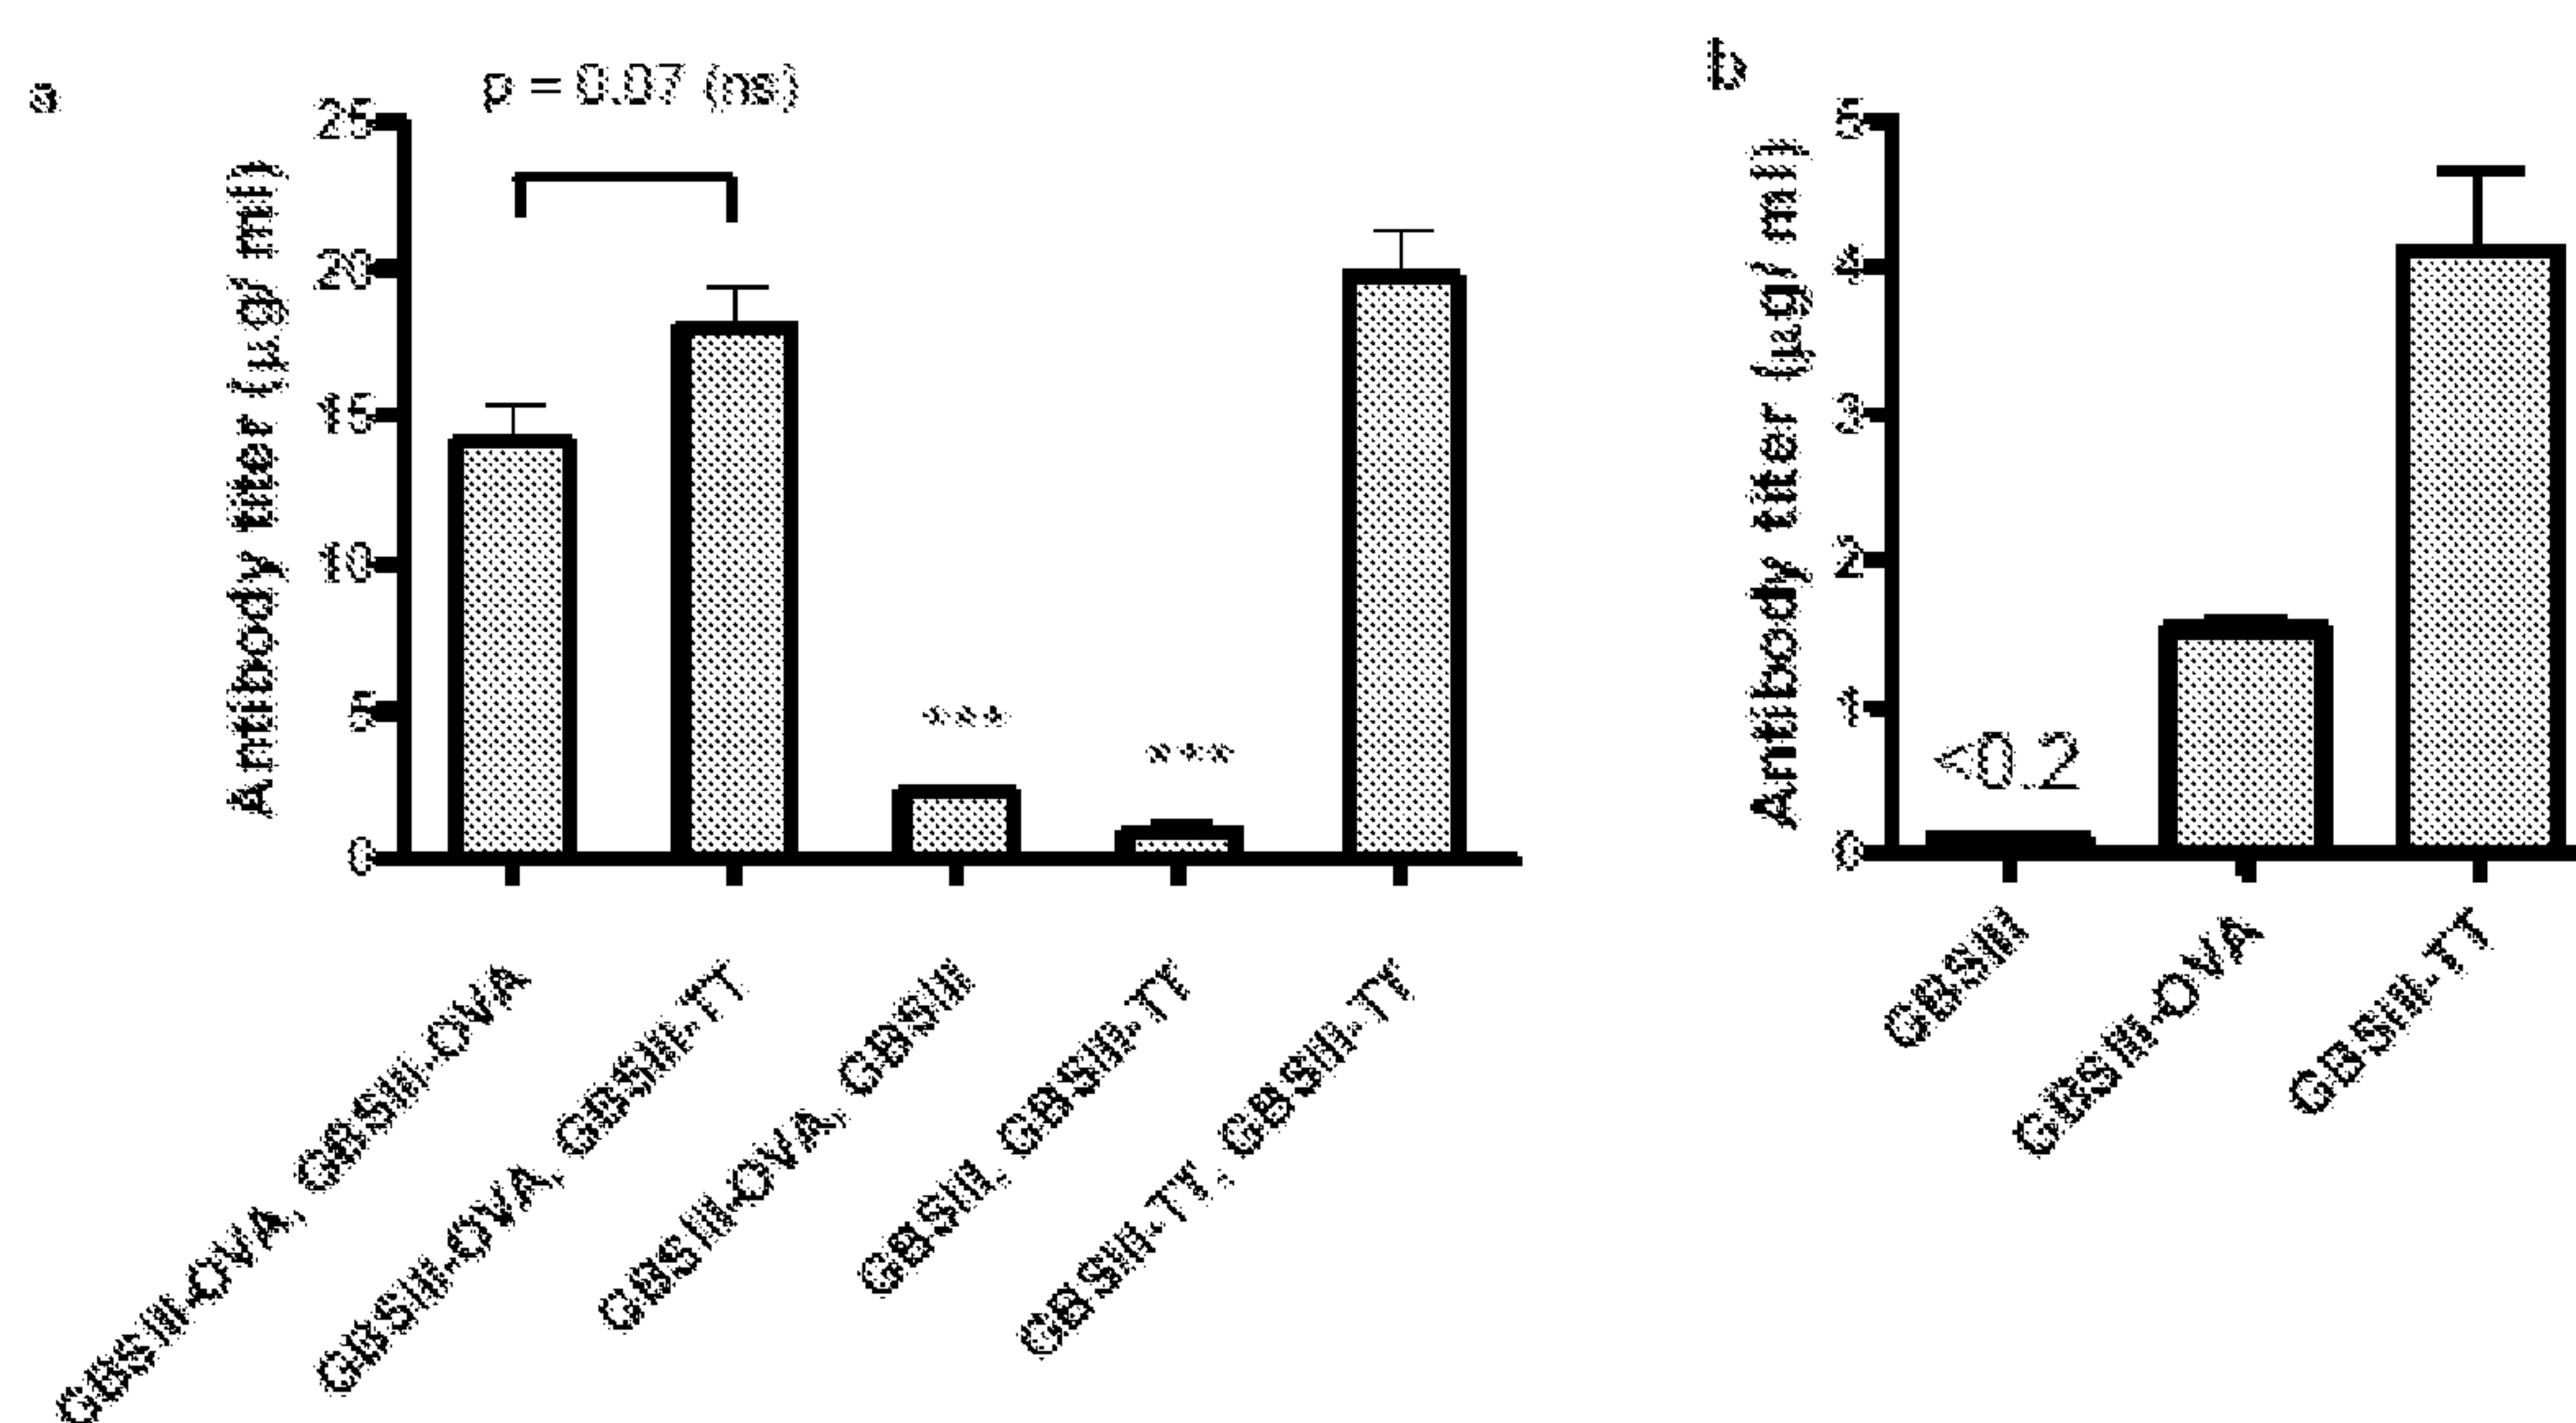 a
p = 0.07 (ns)
Antibody titer (µg/ ml)
25
20
15
10
5
0
***
***
GBSIII-OVA, GBSIII-OVA
GBSIII-OVA, GBSIII-TT
GBSIII-OVA, GBSIII
GBSIII, GBSIII-TT
GBSIII-TT, GBSIII-TT
b
Antibody titer (µg/ ml)
5
4
3
2
1
0
<0.2
GBSIII
GBSIII-OVA
GBSIII-TT